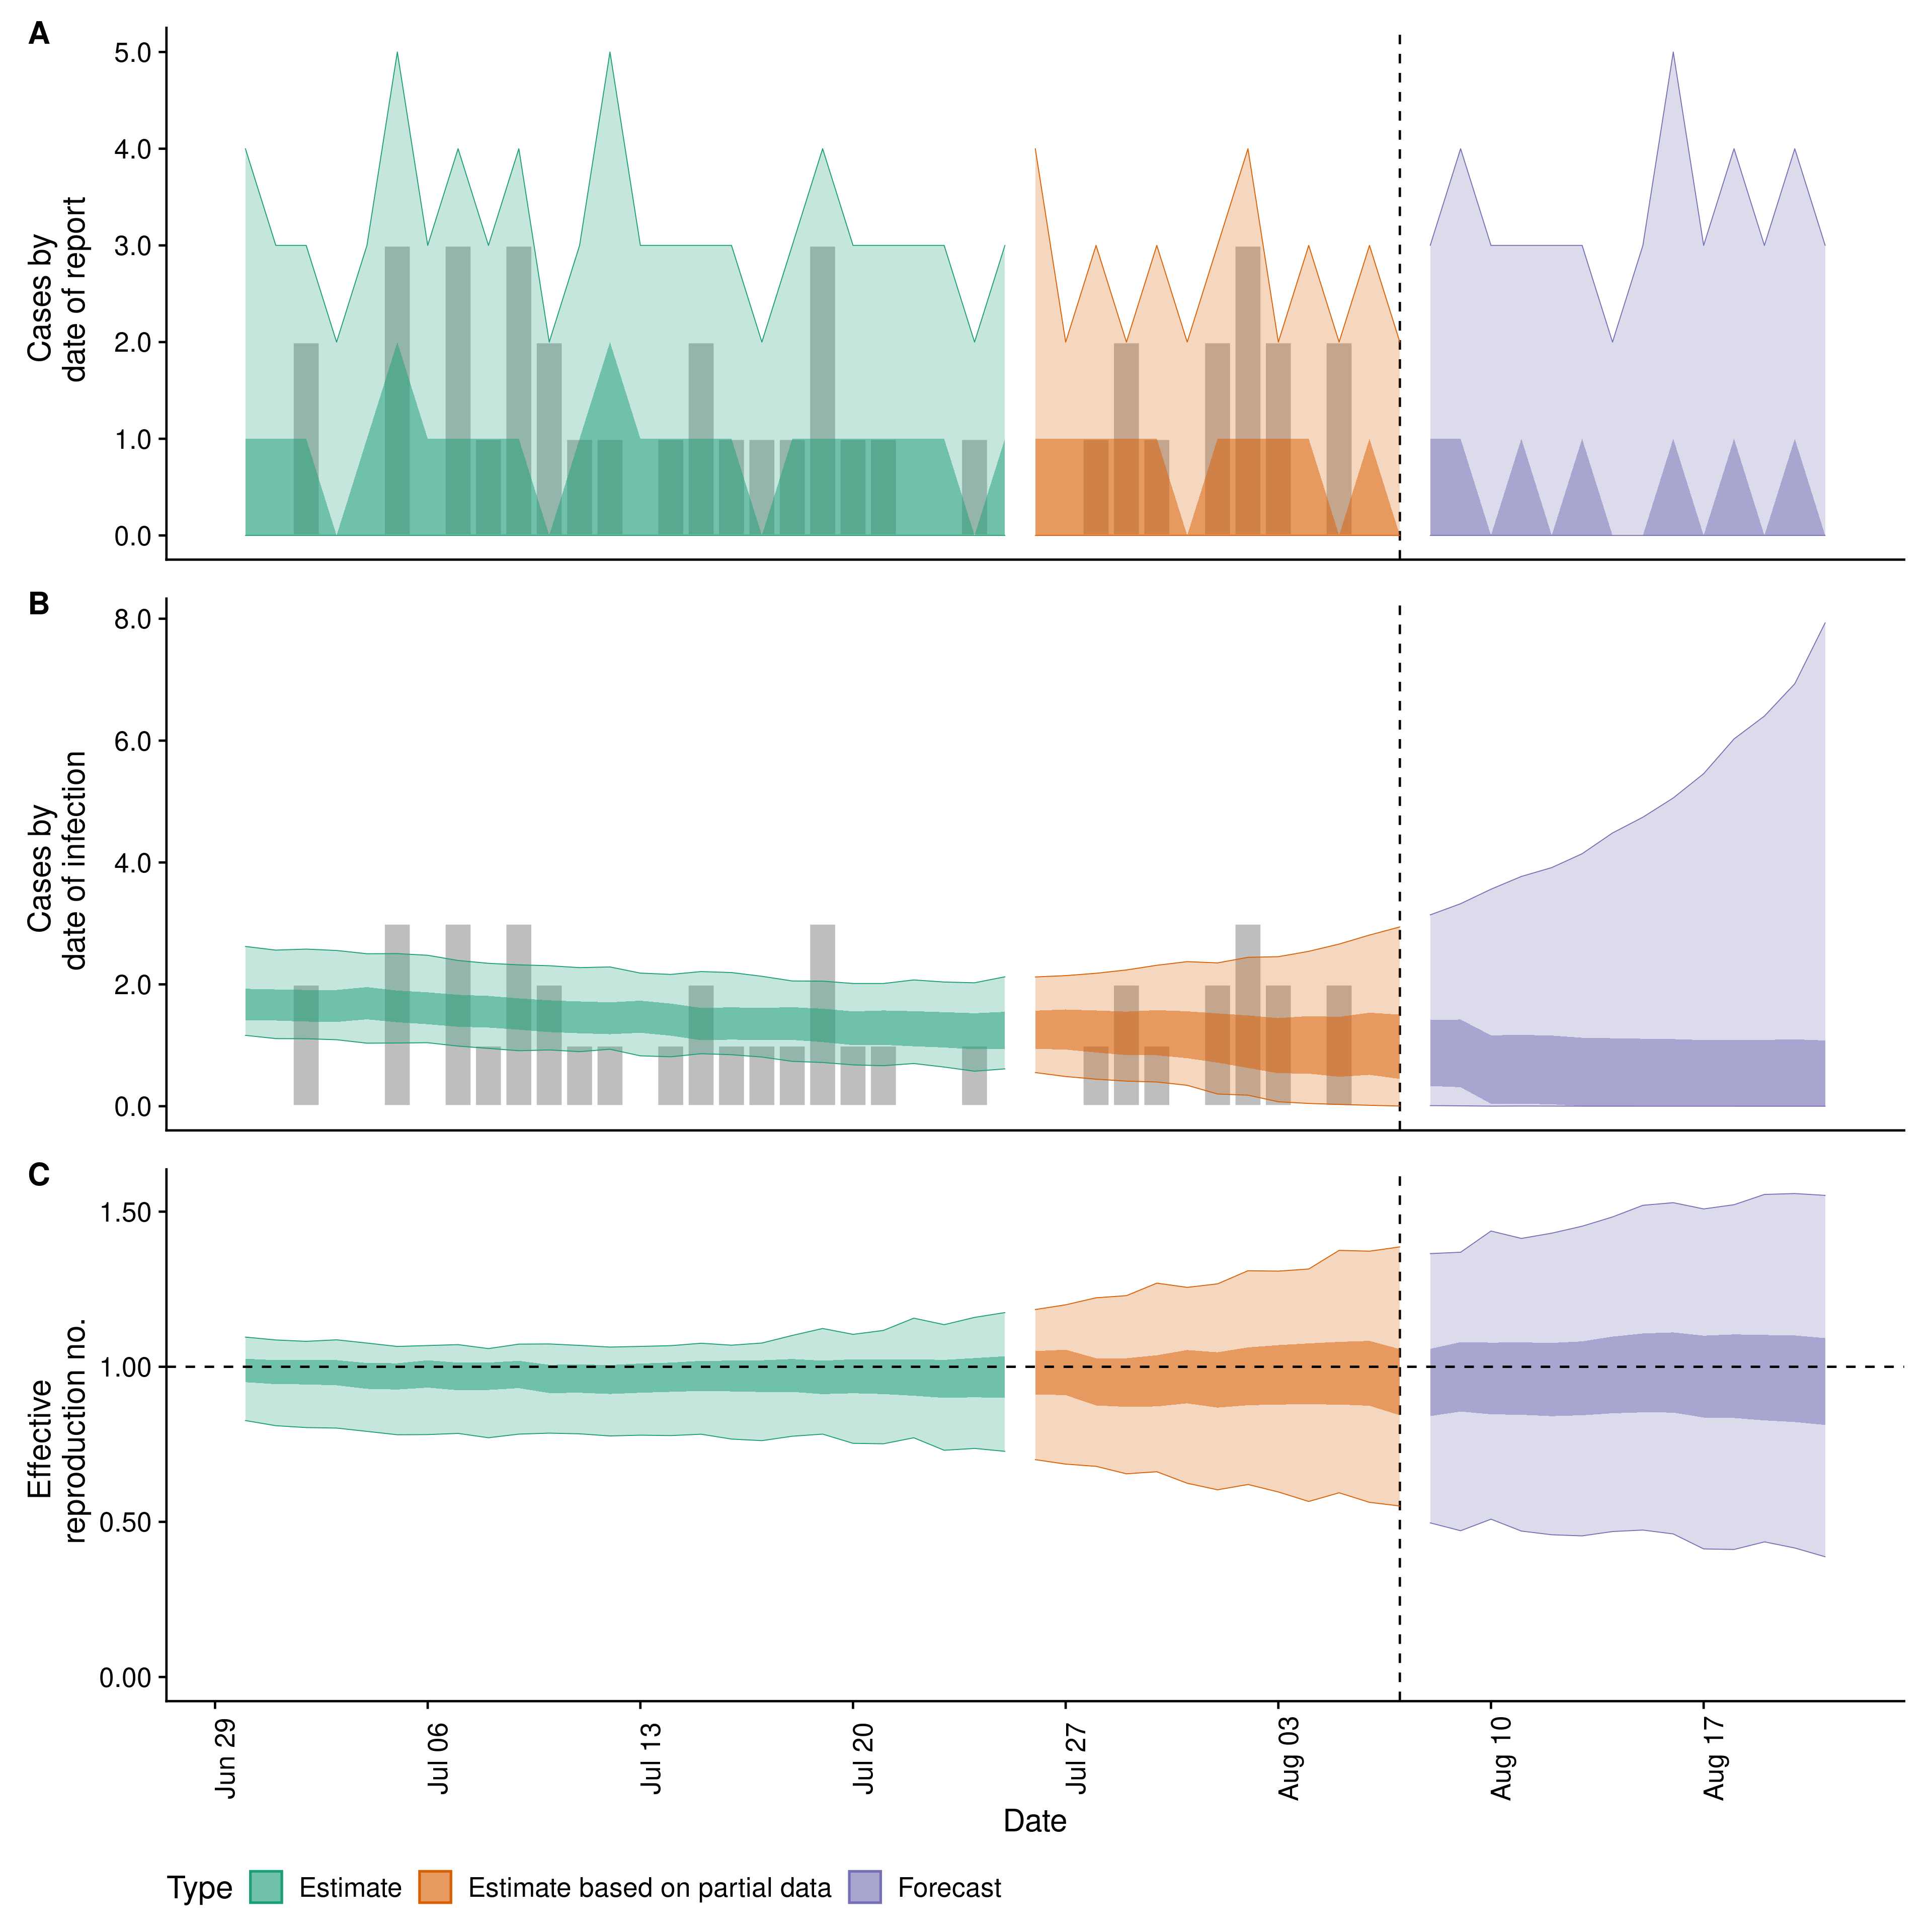 A
5.0
4.0
3.0
2.0
1.0
0.0
Cases by
date of report
B
8.0
6.0
4.0
2.0
0.0
Cases by
date of infection
C
1.50
1.00
0.50
0.00
Effective
reproduction no.
Jun 29
Jul 06
Jul 13
Jul 20
Jul 27
Aug 03
Aug 10
Aug 17
Date
Type Estimate Estimate based on partial data Forecast